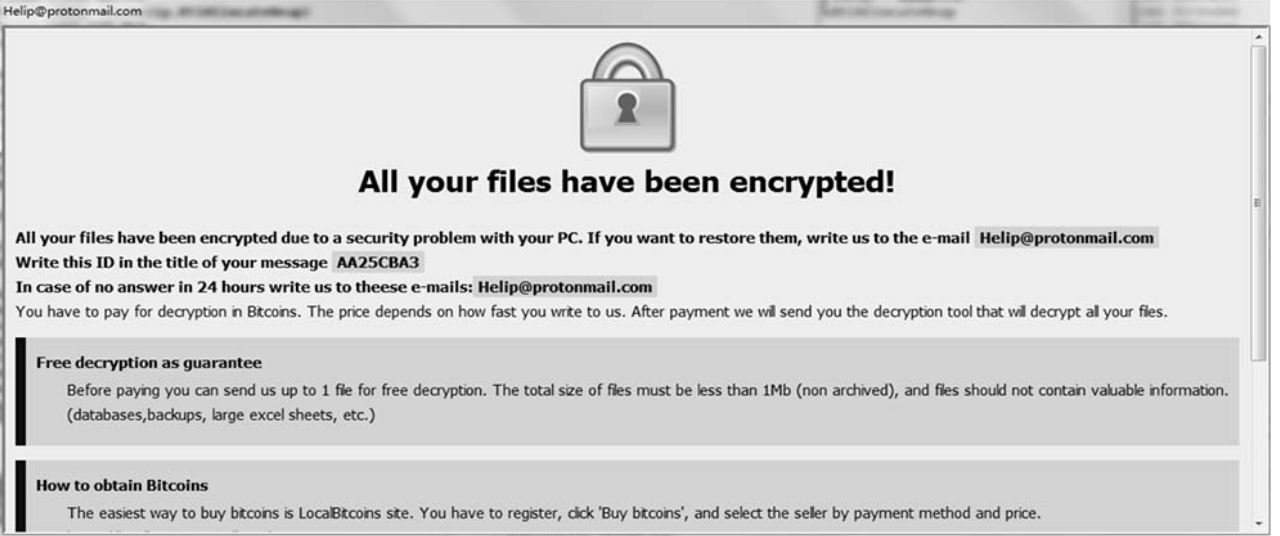 Helip@protonmail.com
All your files have been encrypted!
All your files have been encrypted due to a security problem with your PC. If you want to restore them, write us to the e-mail Helip@protonmail.com
Write this ID in the title of your message AA25CBA3
In case of no answer in 24 hours write us to theese e-mails: Helip@protonmail.com
You have to pay for decryption in Bitcoins. The price depends on how fast you write to us. After payment we will send you the decryption tool that will decrypt all your files.
Free decryption as guarantee
Before paying you can send us up to 1 file for free decryption. The total size of files must be less than 1Mb (non archived), and files should not contain valuable information.
(databases,backups, large excel sheets, etc.)
How to obtain Bitcoins
The easiest way to buy bitcoins is LocalBitcoins site. You have to register, click 'Buy bitcoins', and select the seller by payment method and price.